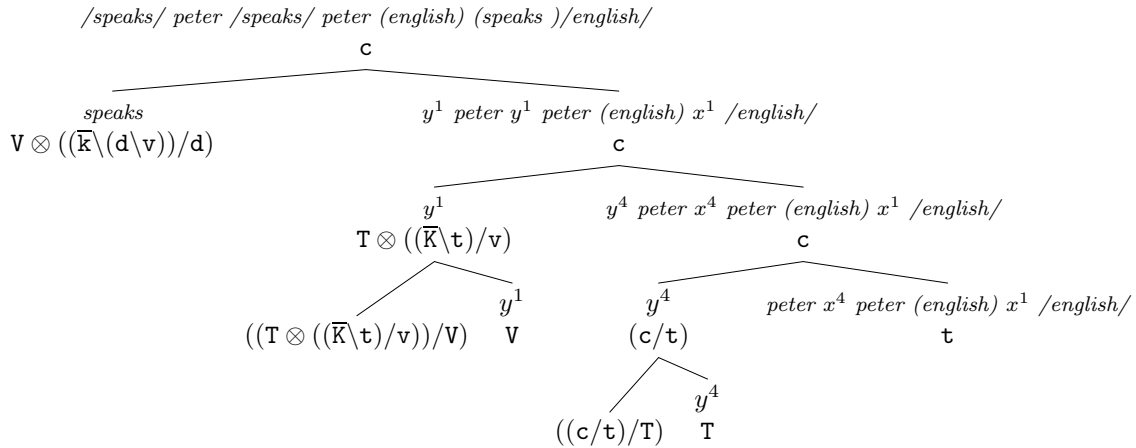 /speaks/ peter /speaks/ peter (english) (speaks )/english/
c
speaks y¹ peter y¹ peter (english) x¹ /english/
V ⊗ ((k̅\(d\v))/d) c
y¹ y⁴ peter x⁴ peter (english) x¹ /english/
T ⊗ ((K̅\t)/v) c
y¹ y⁴ peter x⁴ peter (english) x¹ /english/
((T ⊗ ((K̅\t)/v))/V) V (c/t) t
y⁴
((c/t)/T) T